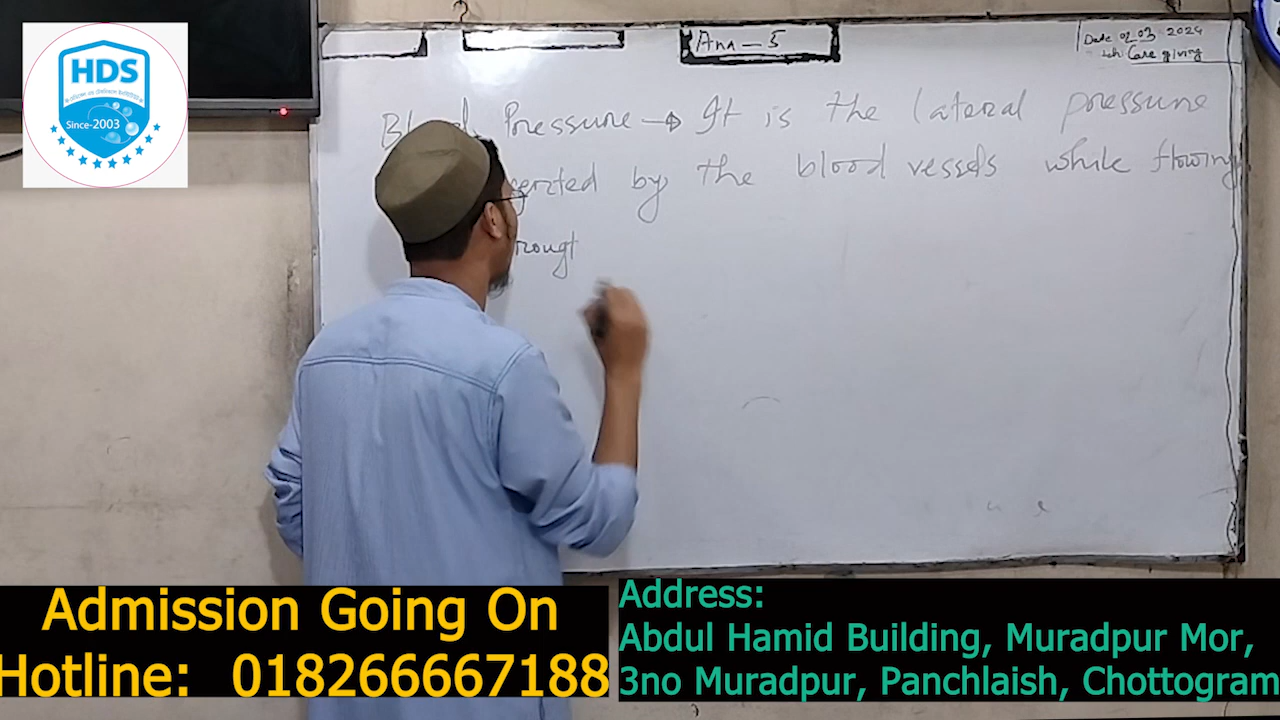 HDS
Since-2003
Ana - 5
Date 02.03 2024
Care giving
Pressure → It is the lateral pressure
by the blood vessels while flowing
Admission Going On
Hotline: 018266667188
Address:
Abdul Hamid Building, Muradpur Mor,
3no Muradpur, Panchlaish, Chottogram